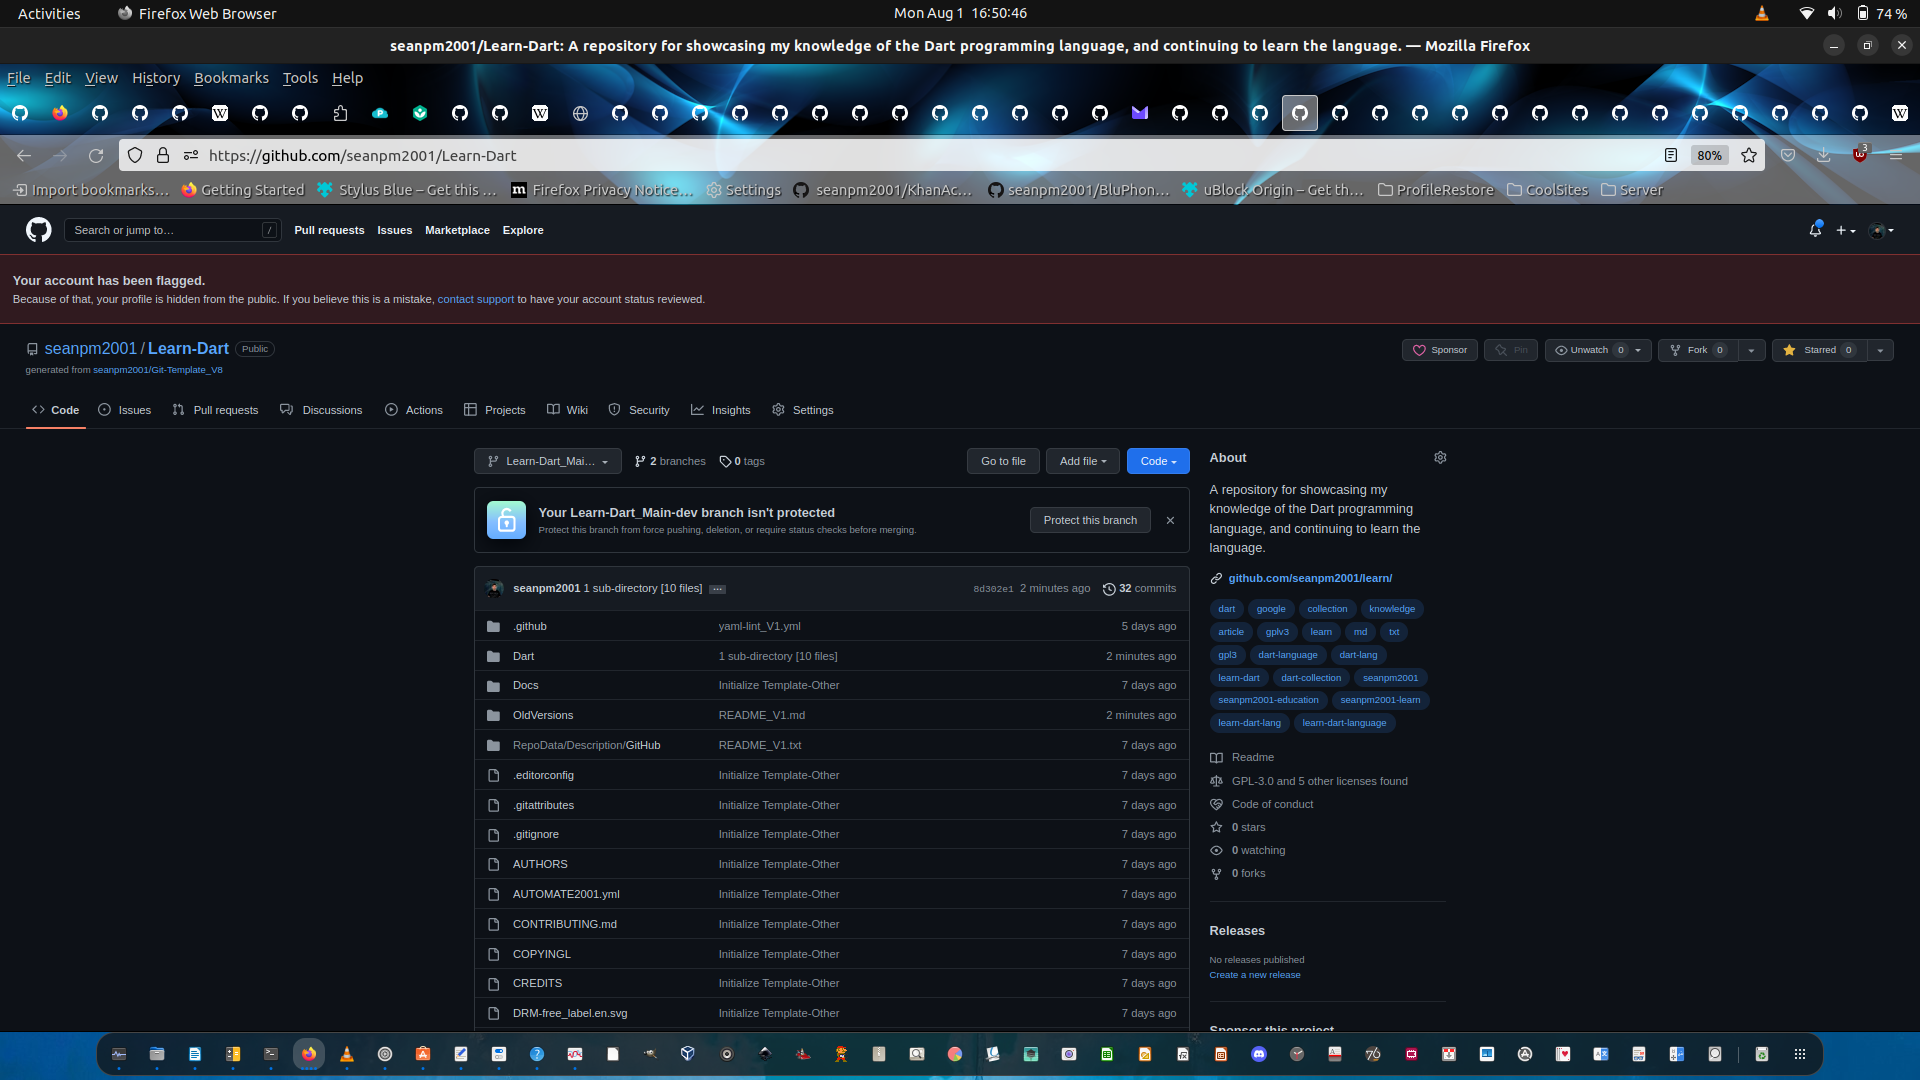 Activities
Firefox Web Browser
Mon Aug 1 16:50:46
74 %
seanpm2001/Learn-Dart: A repository for showcasing my knowledge of the Dart programming language, and continuing to learn the language. — Mozilla Firefox
File Edit View History Bookmarks Tools Help
https://github.com/seanpm2001/Learn-Dart
80%
3
Import bookmarks… Getting Started Stylus Blue – Get this … Firefox Privacy Notice… Settings seanpm2001/KhanAc… seanpm2001/BluPhon… uBlock Origin – Get th… ProfileRestore CoolSites Server
Search or jump to… / Pull requests Issues Marketplace Explore
Your account has been flagged.
Because of that, your profile is hidden from the public. If you believe this is a mistake, contact support to have your account status reviewed.
seanpm2001 / Learn-Dart Public
Sponsor Pin Unwatch 0 Fork 0 Starred 0
generated from seanpm2001/Git-Template_V8
Code Issues Pull requests Discussions Actions Projects Wiki Security Insights Settings
Learn-Dart_Mai… 2 branches 0 tags Go to file Add file Code
Your Learn-Dart_Main-dev branch isn't protected
Protect this branch from force pushing, deletion, or require status checks before merging.
Protect this branch
seanpm2001 1 sub-directory [10 files] … 8d302e1 2 minutes ago 32 commits
.github yaml-lint_V1.yml 5 days ago
Dart 1 sub-directory [10 files] 2 minutes ago
Docs Initialize Template-Other 7 days ago
OldVersions README_V1.md 2 minutes ago
RepoData/Description/GitHub README_V1.txt 7 days ago
.editorconfig Initialize Template-Other 7 days ago
.gitattributes Initialize Template-Other 7 days ago
.gitignore Initialize Template-Other 7 days ago
AUTHORS Initialize Template-Other 7 days ago
AUTOMATE2001.yml Initialize Template-Other 7 days ago
CONTRIBUTING.md Initialize Template-Other 7 days ago
COPYINGL Initialize Template-Other 7 days ago
CREDITS Initialize Template-Other 7 days ago
DRM-free_label.en.svg Initialize Template-Other 7 days ago
About
A repository for showcasing my
knowledge of the Dart programming
language, and continuing to learn the
language.
github.com/seanpm2001/learn/
dart google collection knowledge
article gplv3 learn md txt
gpl3 dart-language dart-lang
learn-dart dart-collection seanpm2001
seanpm2001-education seanpm2001-learn
learn-dart-lang learn-dart-language
Readme
GPL-3.0 and 5 other licenses found
Code of conduct
0 stars
0 watching
0 forks
Releases
No releases published
Create a new release
Sponsor this project